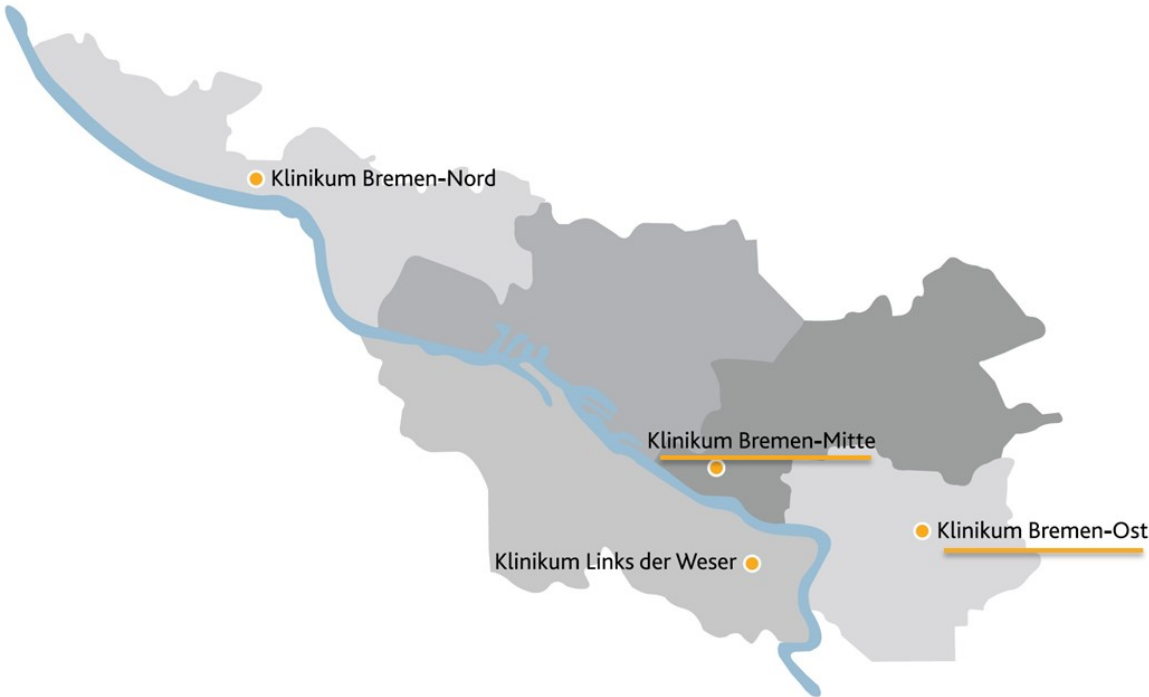 Klinikum Bremen-Nord
Klinikum Bremen-Mitte
Klinikum Bremen-Ost
Klinikum Links der Weser